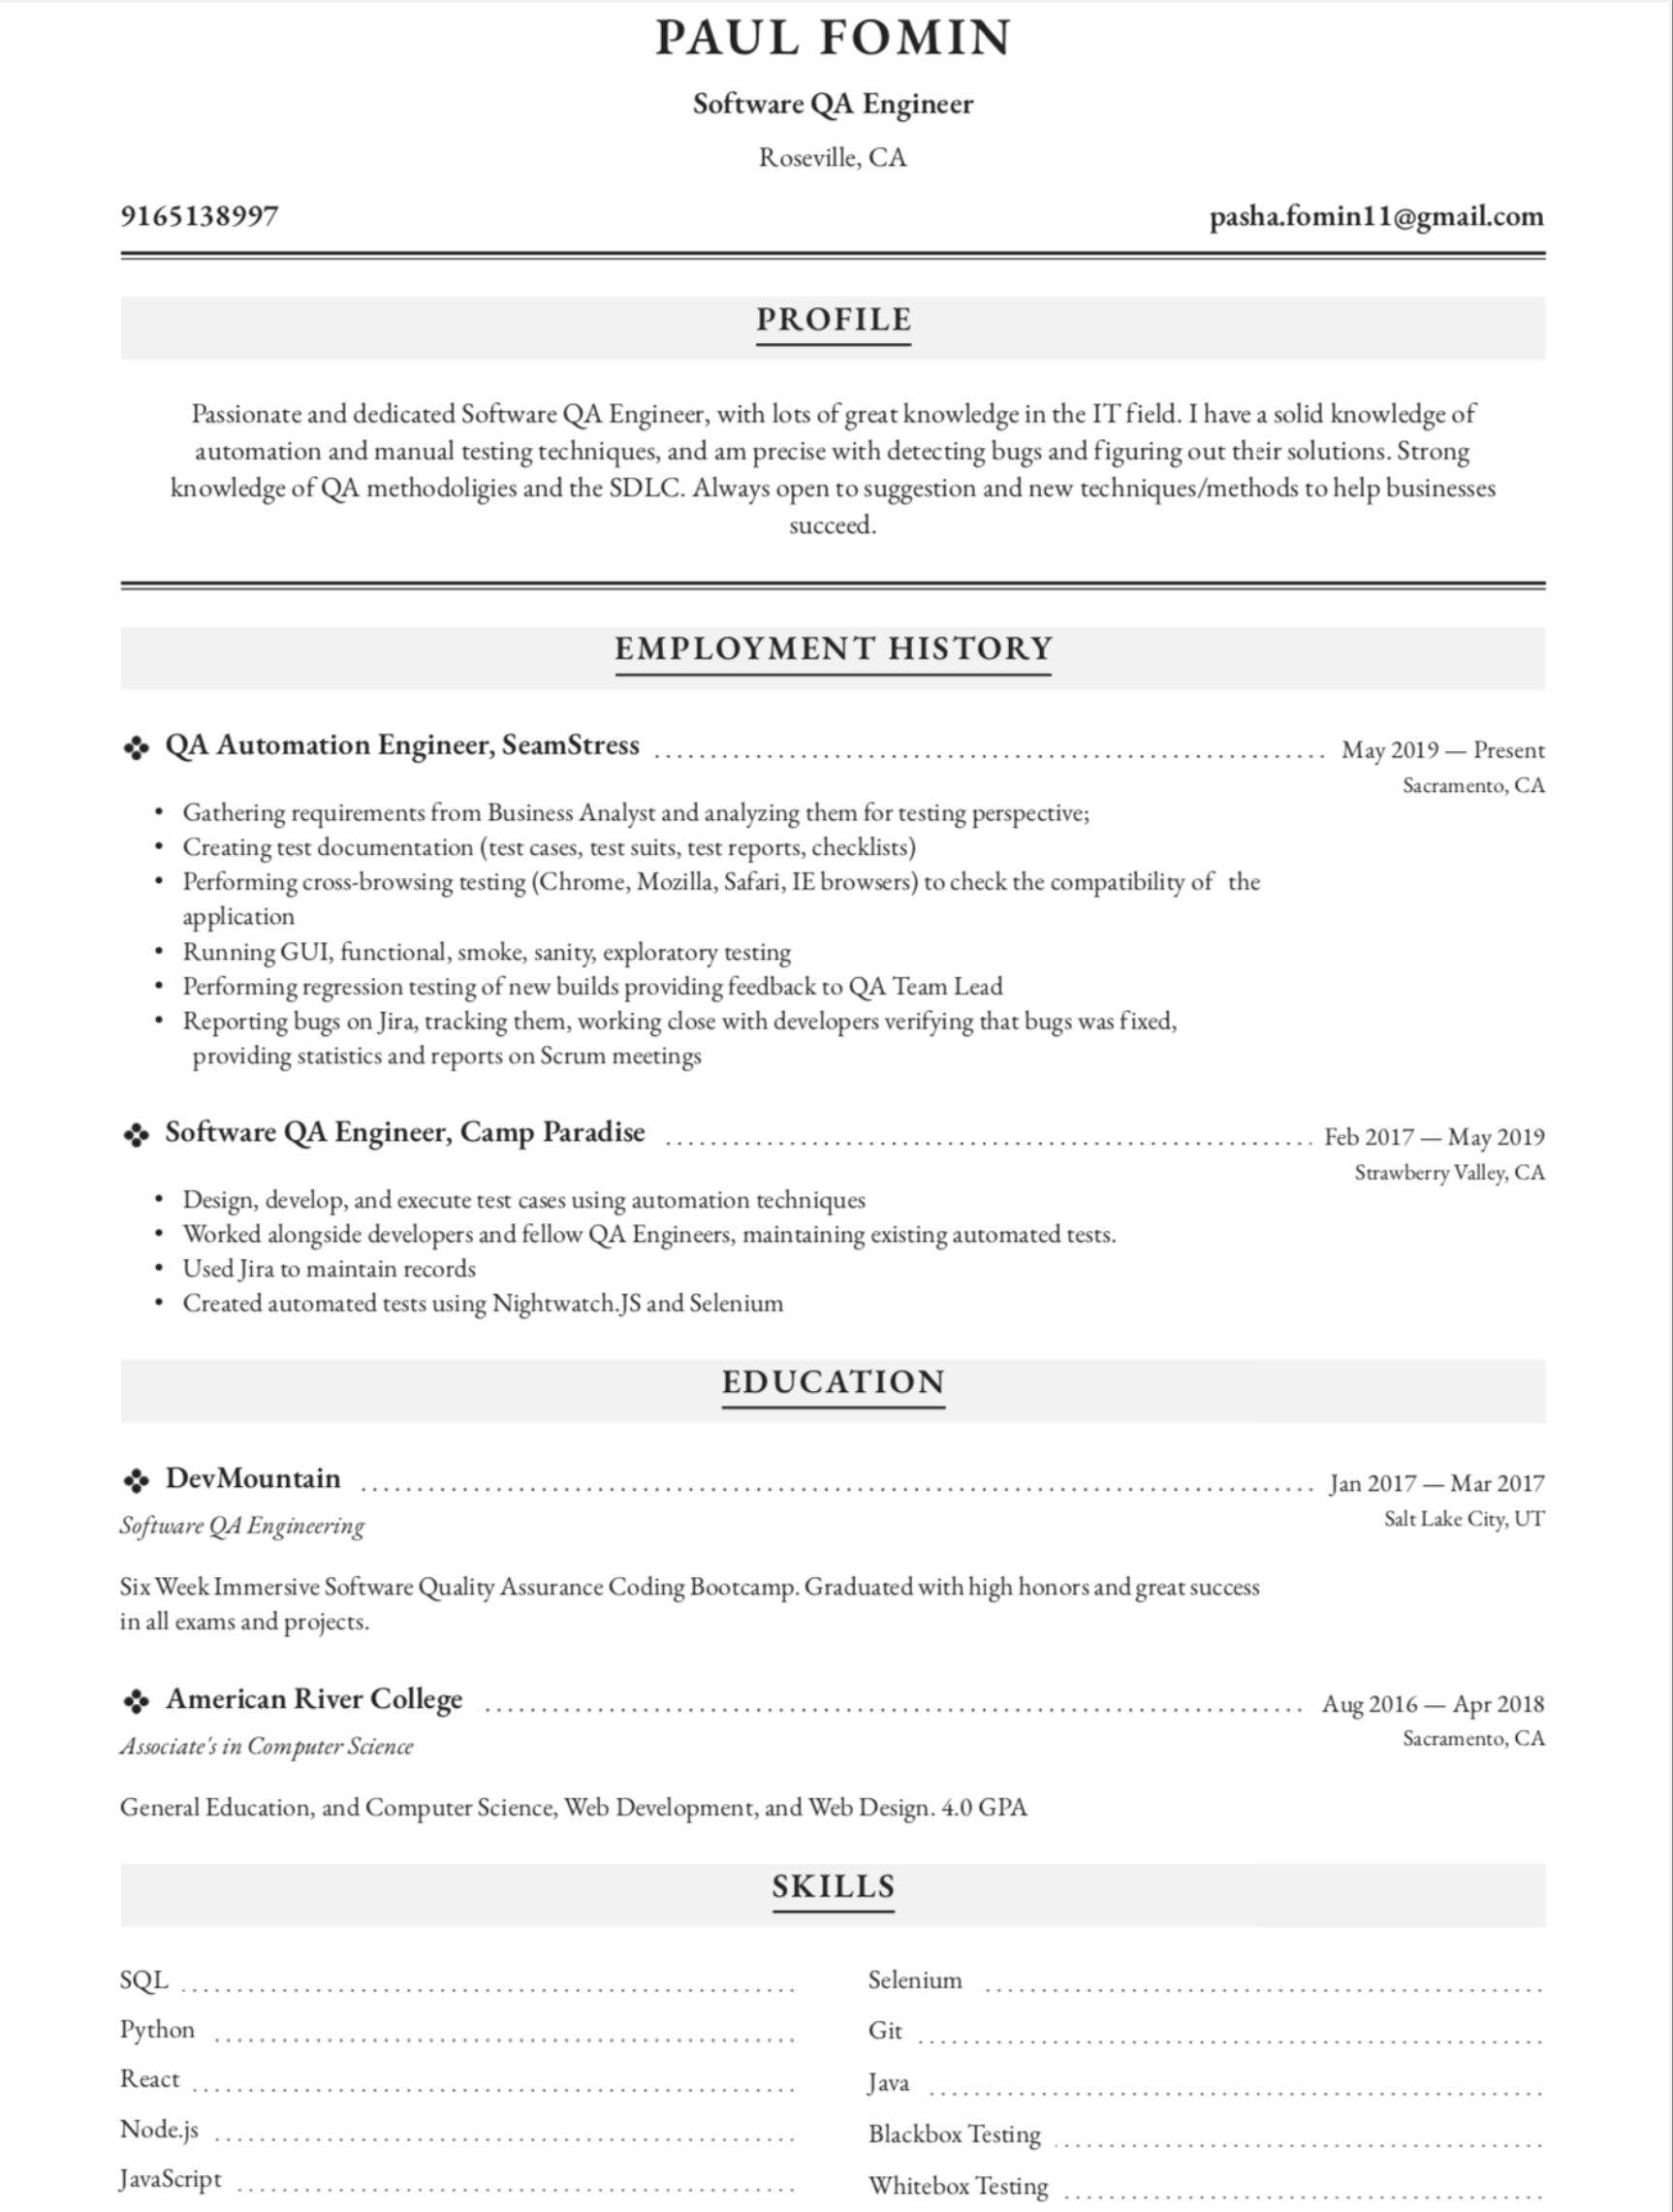 PAUL FOMIN
Software QA Engineer
Roseville, CA
9165138997 pasha.fomin11@gmail.com
PROFILE
Passionate and dedicated Software QA Engineer, with lots of great knowledge in the IT field. I have a solid knowledge of
automation and manual testing techniques, and am precise with detecting bugs and figuring out their solutions. Strong
knowledge of QA methodoligies and the SDLC. Always open to suggestion and new techniques/methods to help businesses
succeed.
EMPLOYMENT HISTORY
QA Automation Engineer, SeamStress May 2019 — Present
Sacramento, CA
• Gathering requirements from Business Analyst and analyzing them for testing perspective;
• Creating test documentation (test cases, test suits, test reports, checklists)
• Performing cross-browsing testing (Chrome, Mozilla, Safari, IE browsers) to check the compatibility of the
application
• Running GUI, functional, smoke, sanity, exploratory testing
• Performing regression testing of new builds providing feedback to QA Team Lead
• Reporting bugs on Jira, tracking them, working close with developers verifying that bugs was fixed,
providing statistics and reports on Scrum meetings
Software QA Engineer, Camp Paradise Feb 2017 — May 2019
Strawberry Valley, CA
• Design, develop, and execute test cases using automation techniques
• Worked alongside developers and fellow QA Engineers, maintaining existing automated tests.
• Used Jira to maintain records
• Created automated tests using Nightwatch.JS and Selenium
EDUCATION
DevMountain Jan 2017 — Mar 2017
Software QA Engineering Salt Lake City, UT
Six Week Immersive Software Quality Assurance Coding Bootcamp. Graduated with high honors and great success
in all exams and projects.
American River College Aug 2016 — Apr 2018
Associate's in Computer Science Sacramento, CA
General Education, and Computer Science, Web Development, and Web Design. 4.0 GPA
SKILLS
SQL Selenium
Python Git
React Java
Node.js Blackbox Testing
JavaScript Whitebox Testing